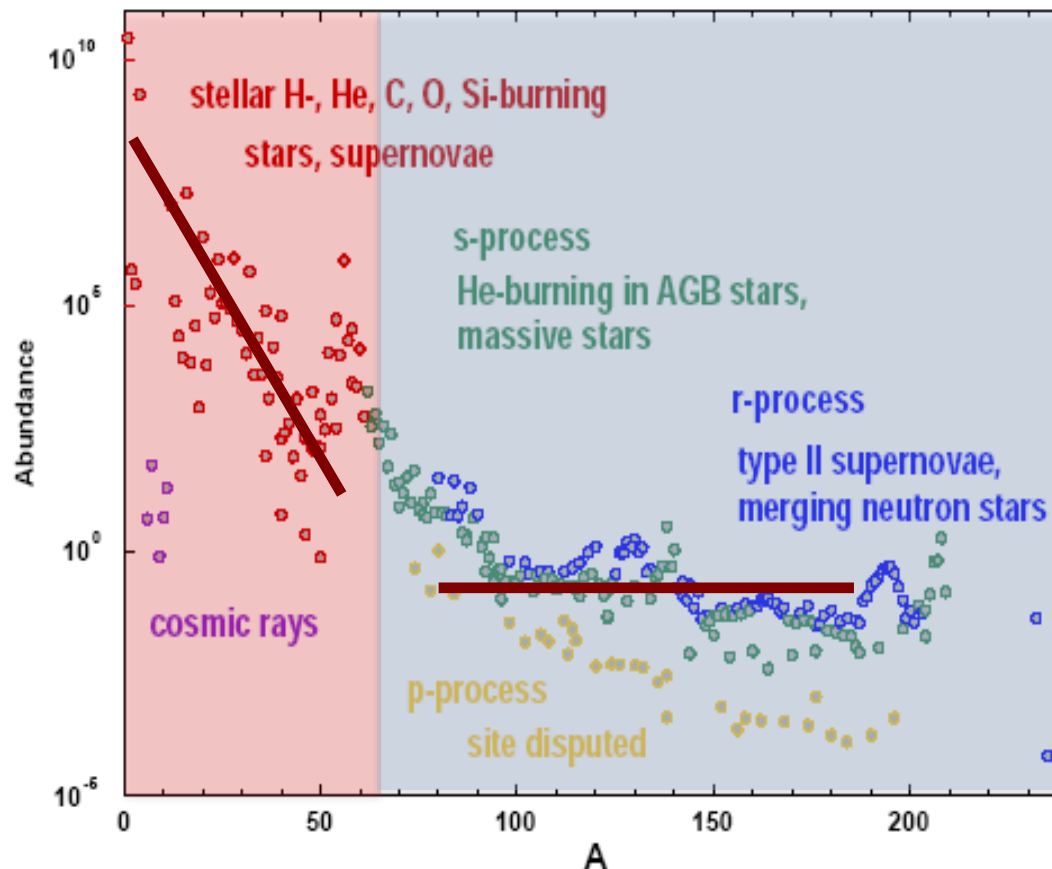 10^10
stellar H-, He, C, O, Si-burning
stars, supernovae
s-process
He-burning in AGB stars,
massive stars
10^5
r-process
type II supernovae,
merging neutron stars
Abundance
10^0
cosmic rays
p-process
site disputed
10^-6
0 50 100 150 200
A